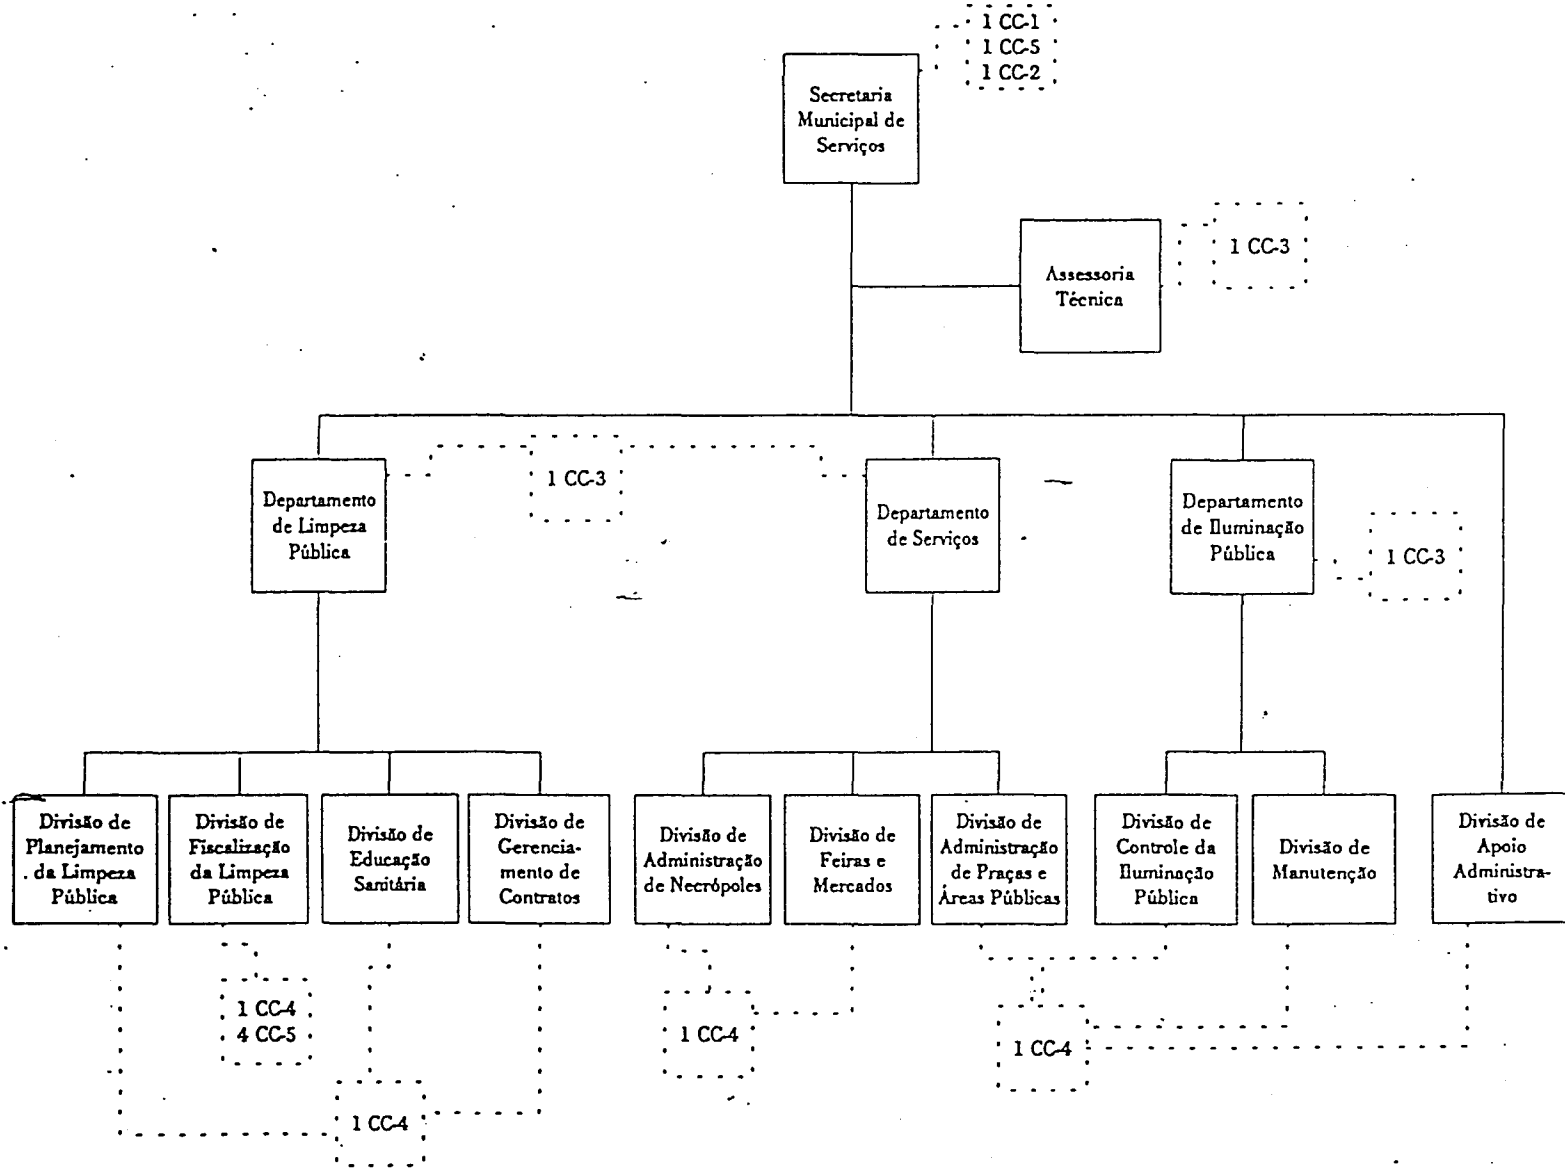 1 CC-1
1 CC-5
1 CC-2
Secretaria
Municipal de
Serviços
1 CC-3
Assessoria
Técnica
1 CC-3
Departamento
de Limpeza
Pública
Departamento
de Serviços
Departamento
de Iluminação
Pública
1 CC-3
Divisão de
Planejamento
da Limpeza
Pública
Divisão de
Fiscalização
da Limpeza
Pública
Divisão de
Educação
Sanitária
Divisão de
Gerencia-
mento de
Contratos
Divisão de
Administração
de Necrópoles
Divisão de
Feiras e
Mercados
Divisão de
Administração
de Praças e
Áreas Públicas
Divisão de
Controle da
Iluminação
Pública
Divisão de
Manutenção
Divisão de
Apoio
Administra-
tivo
1 CC-4
4 CC-5
1 CC-4
1 CC-4
1 CC-4